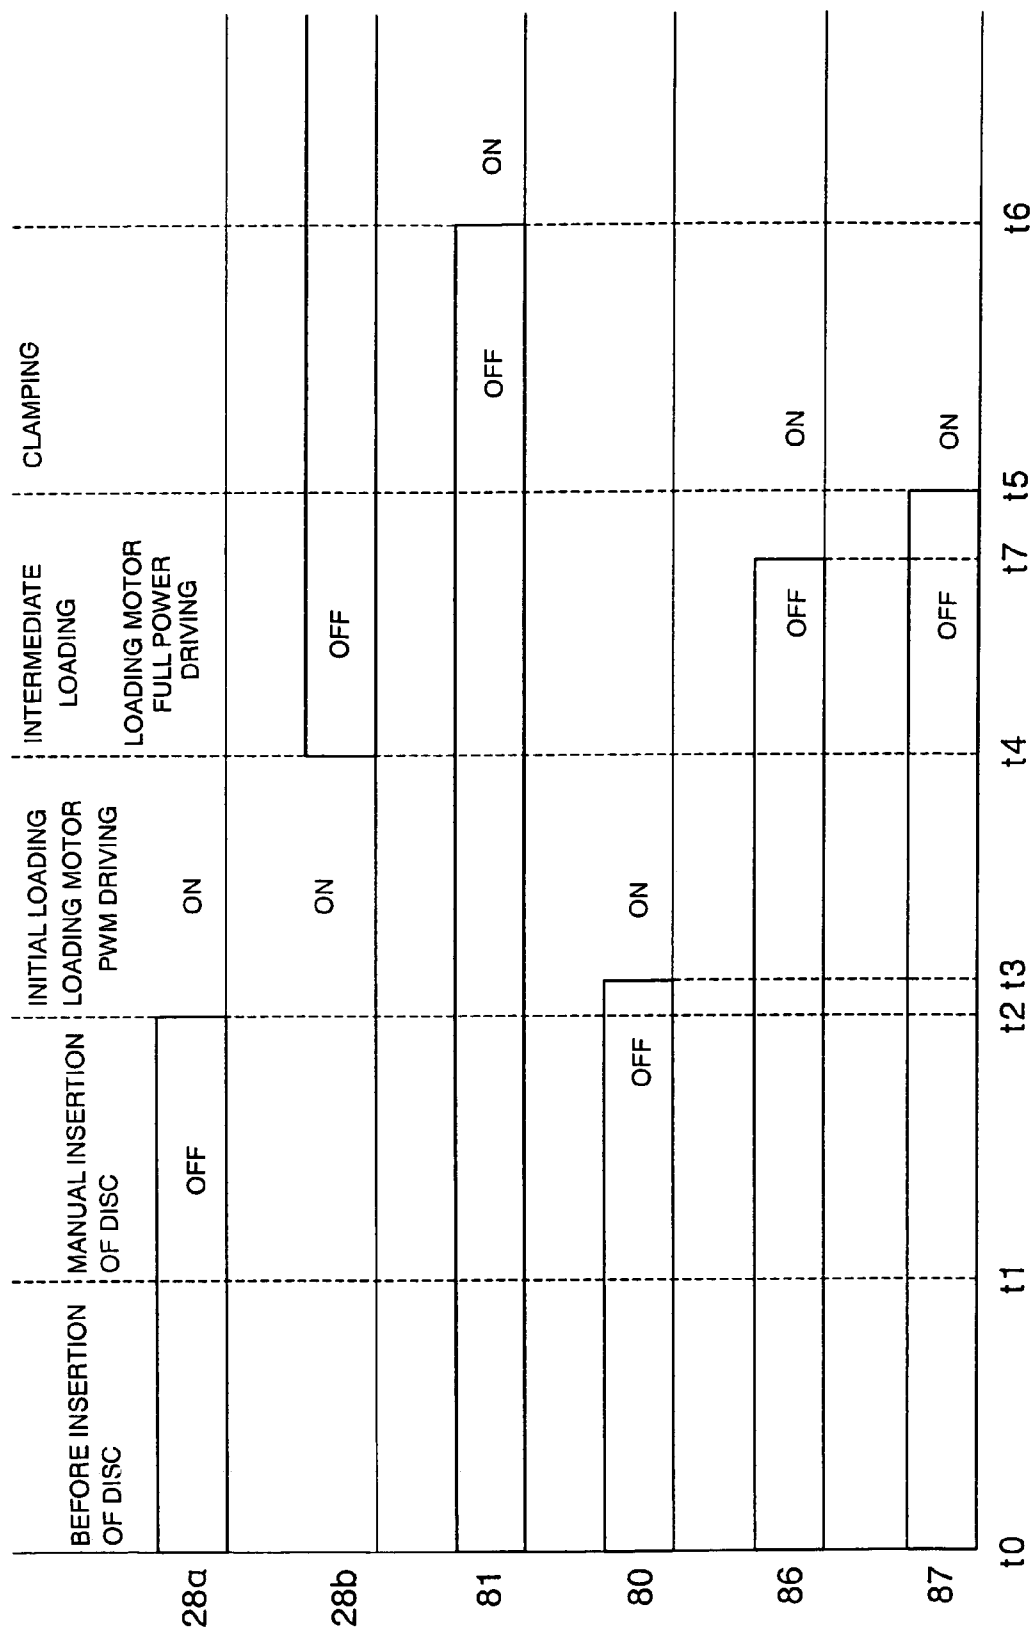 BEFORE INSERTION
OF DISC
MANUAL INSERTION
OF DISC
INITIAL LOADING
LOADING MOTOR
PWM DRIVING
INTERMEDIATE
LOADING
LOADING MOTOR
FULL POWER
DRIVING
CLAMPING
28a
OFF
ON
28b
ON
OFF
81
OFF
ON
80
OFF
ON
86
OFF
ON
87
OFF
ON
t0
t1
t2
t3
t4
t7
t5
t6